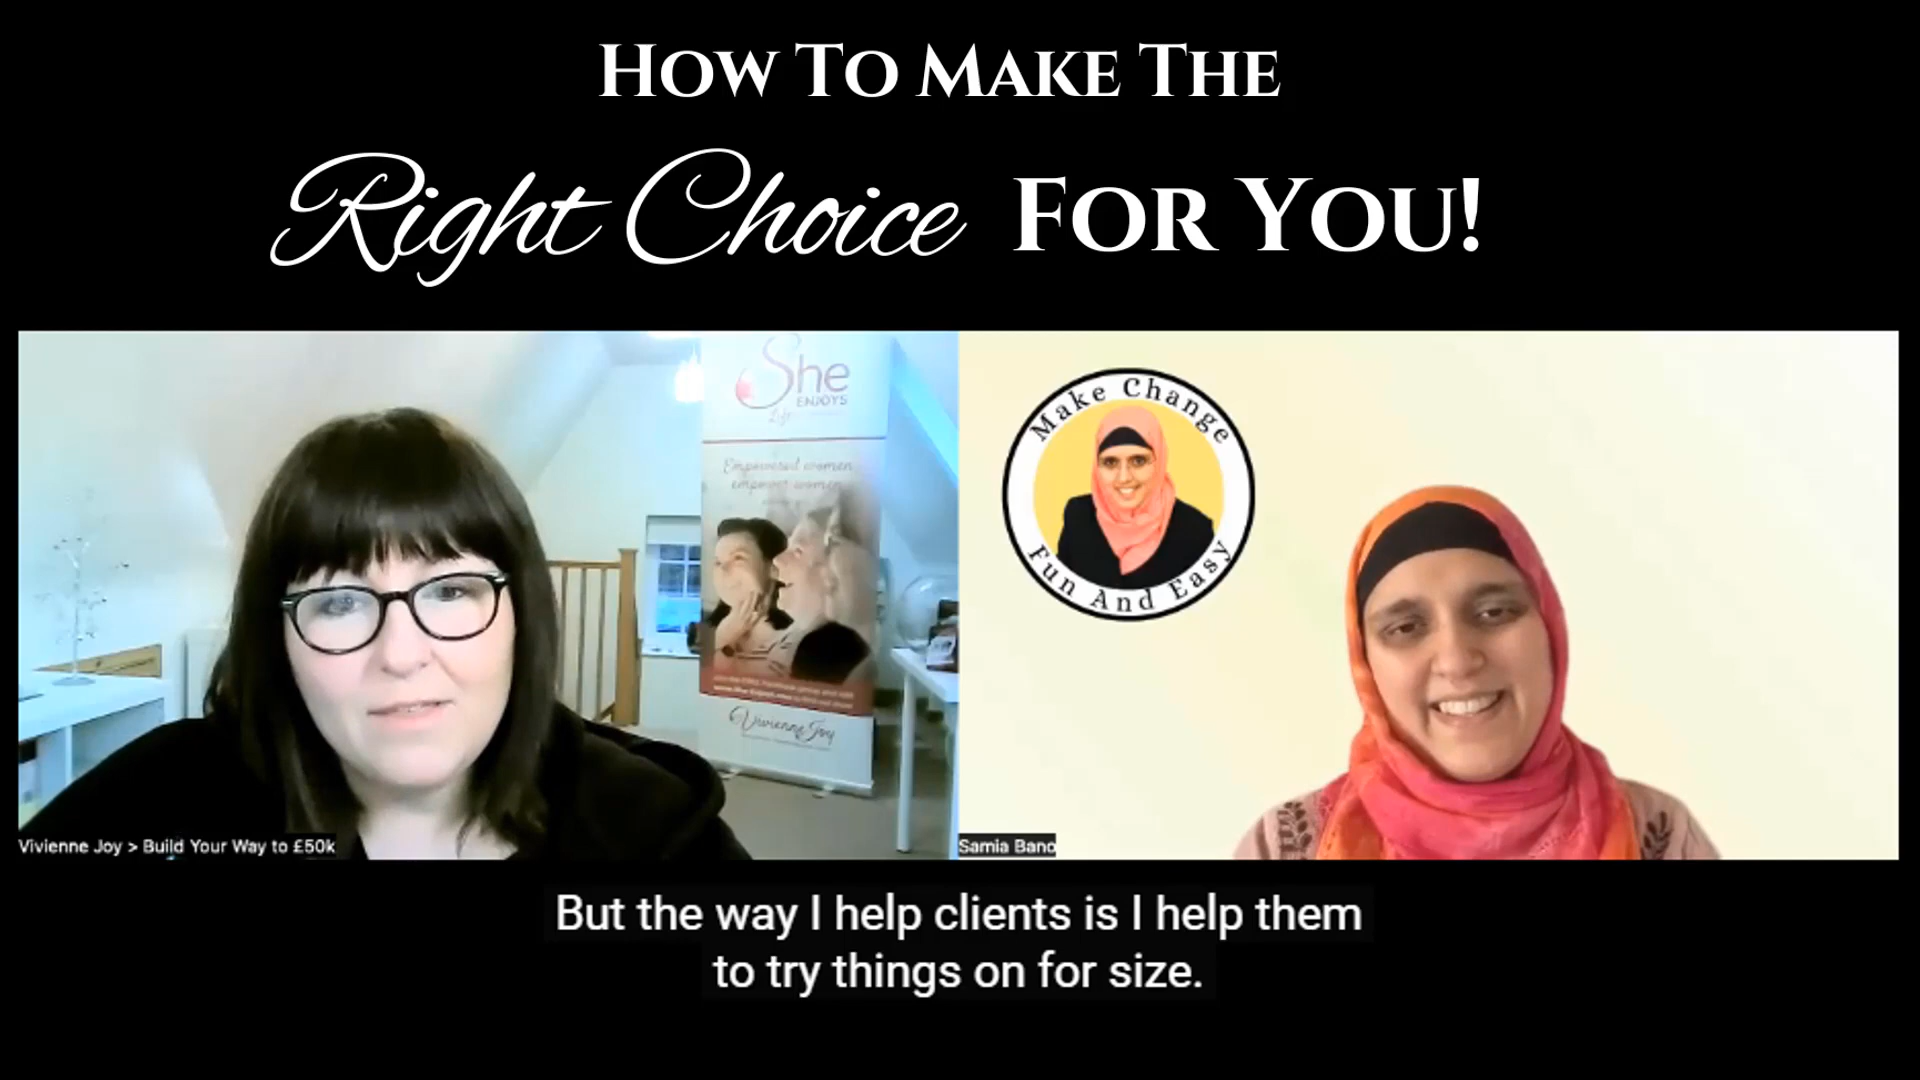 How To Make The
Right Choice For You!
She
ENJOYS
Life
Empowered women
empower women
Vivienne Joy
Make Change
Fun And Easy
Vivienne Joy > Build Your Way to £50k
Samia Bano
But the way I help clients is I help them
to try things on for size.